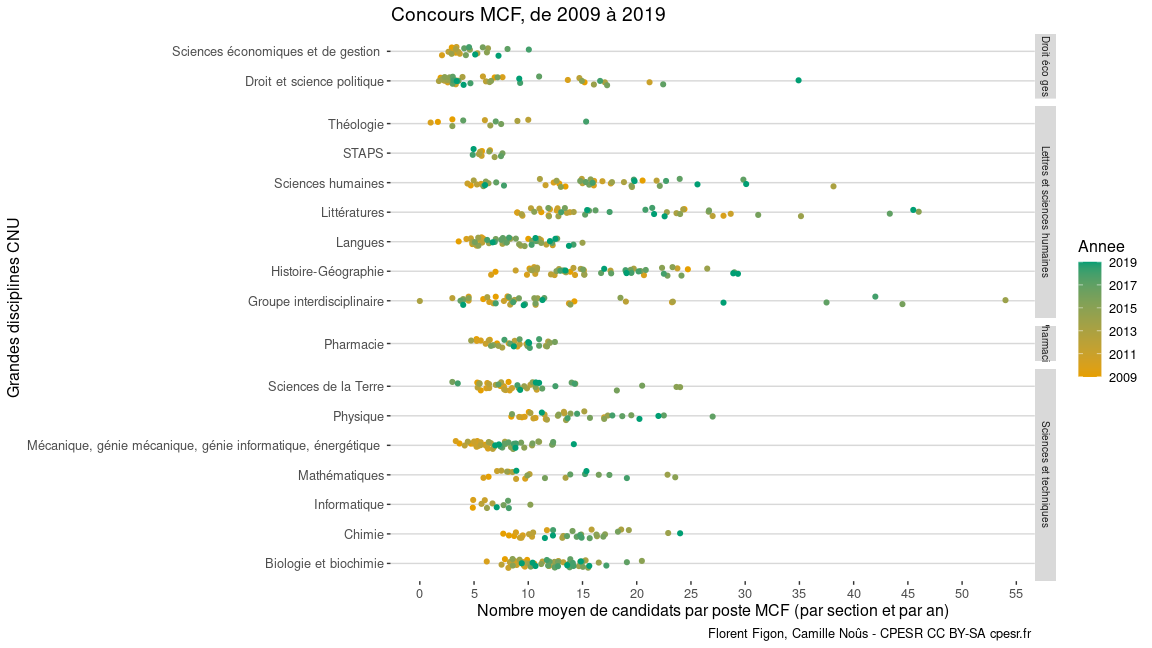 Concours MCF, de 2009 à 2019
Grandes disciplines CNU
Sciences économiques et de gestion
Droit et science politique
Droit éco ges
Théologie
STAPS
Sciences humaines
Littératures
Langues
Histoire-Géographie
Groupe interdisciplinaire
Lettres et sciences humaines
Pharmacie
harmaci
Sciences de la Terre
Physique
Mécanique, génie mécanique, génie informatique, énergétique
Mathématiques
Informatique
Chimie
Biologie et biochimie
Sciences et techniques
0 5 10 15 20 25 30 35 40 45 50 55
Nombre moyen de candidats par poste MCF (par section et par an)
Florent Figon, Camille Noûs - CPESR CC BY-SA cpesr.fr
Annee
2019
2017
2015
2013
2011
2009